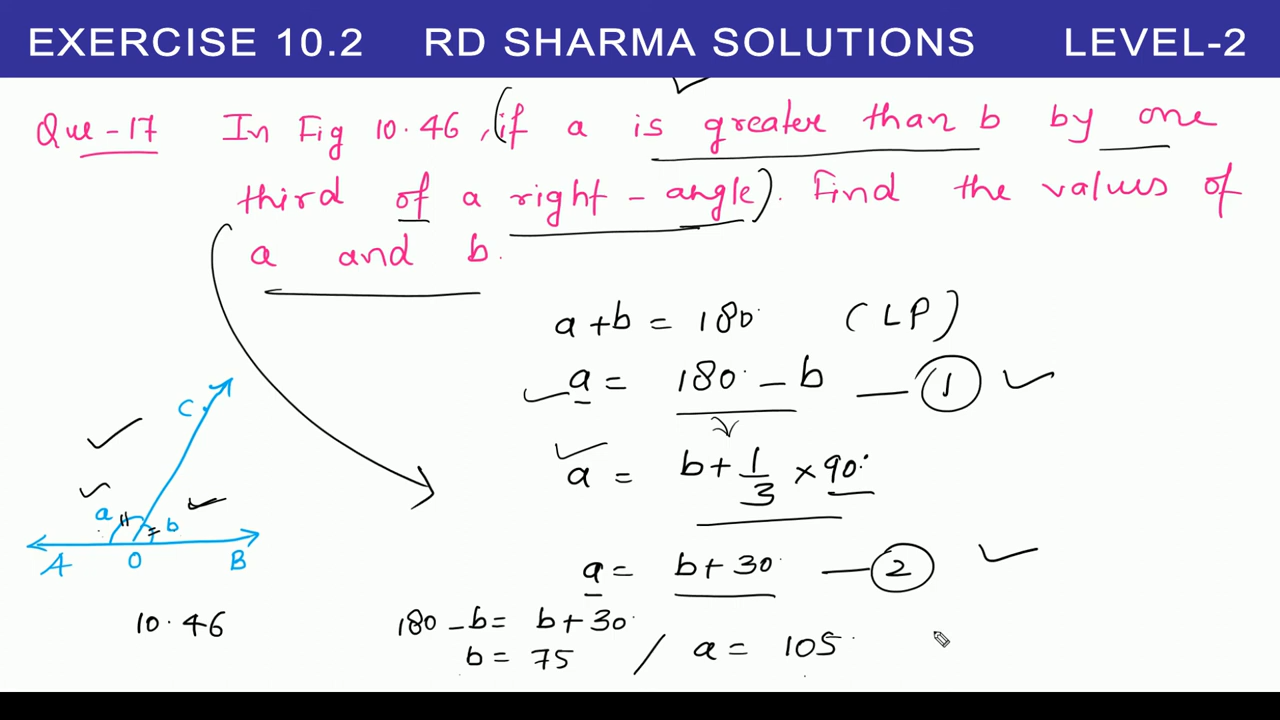 EXERCISE 10.2 RD SHARMA SOLUTIONS LEVEL-2
Que-17 In Fig 10.46, (if a is greater than b by one
third of a right-angle). Find the values of
a and b.
a+b = 180° (LP)
a = 180° - b — 1
a = b + 1/3 × 90°
a = b+30° — 2
C
a b
A O B
10.46
180 - b = b+30°
b = 75° / a = 105°